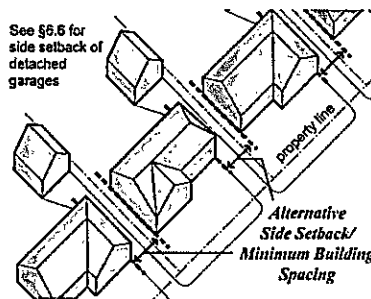 See §6.6 for
side setback of
detached
garages
property line
Alternative
Side Setback/
Minimum Building
Spacing